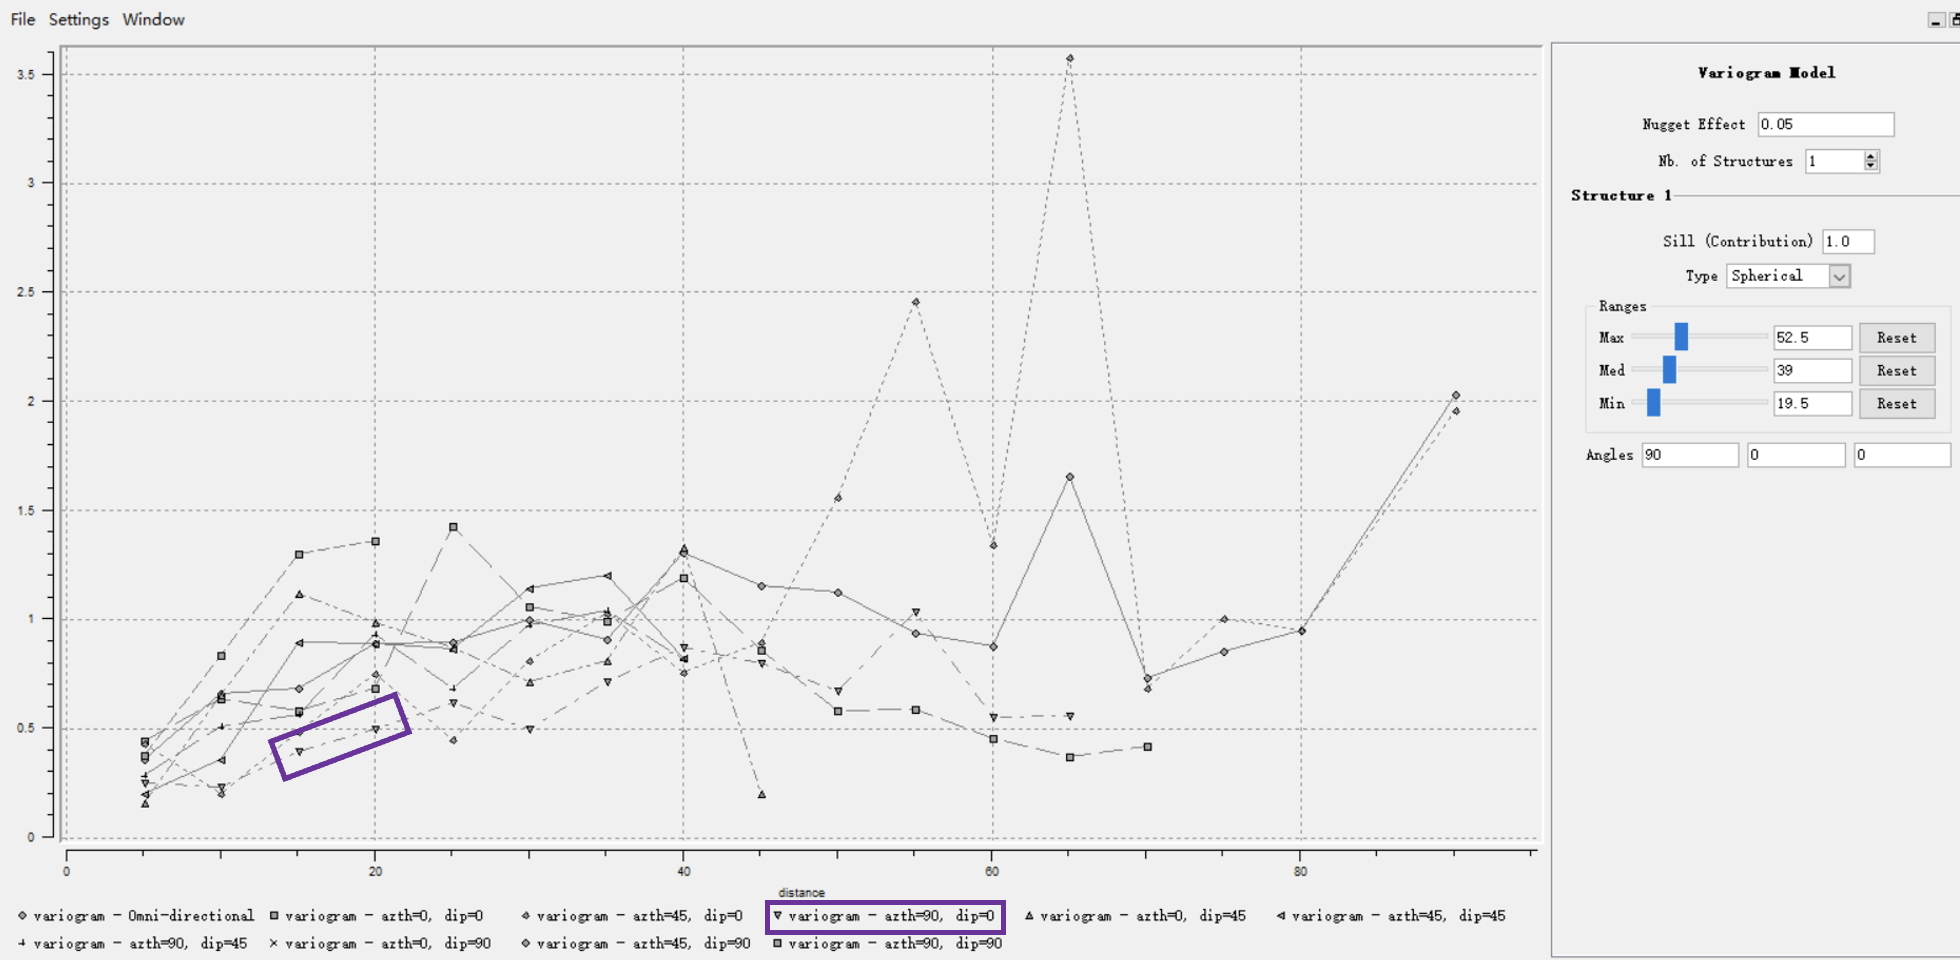 File Settings Window
3.5
3
2.5
2
1.5
1
0.5
0
0 20 40 60 80
distance
variogram - Omni-directional variogram - azth=0, dip=0 variogram - azth=45, dip=0 variogram - azth=90, dip=0 variogram - azth=0, dip=45 variogram - azth=45, dip=45
variogram - azth=90, dip=45 variogram - azth=0, dip=90 variogram - azth=45, dip=90 variogram - azth=90, dip=90
Variogram Model
Nugget Effect 0.05
Nb. of Structures 1
Structure 1
Sill (Contribution) 1.0
Type Spherical
Ranges
Max 52.5 Reset
Med 39 Reset
Min 19.5 Reset
Angles 90 0 0